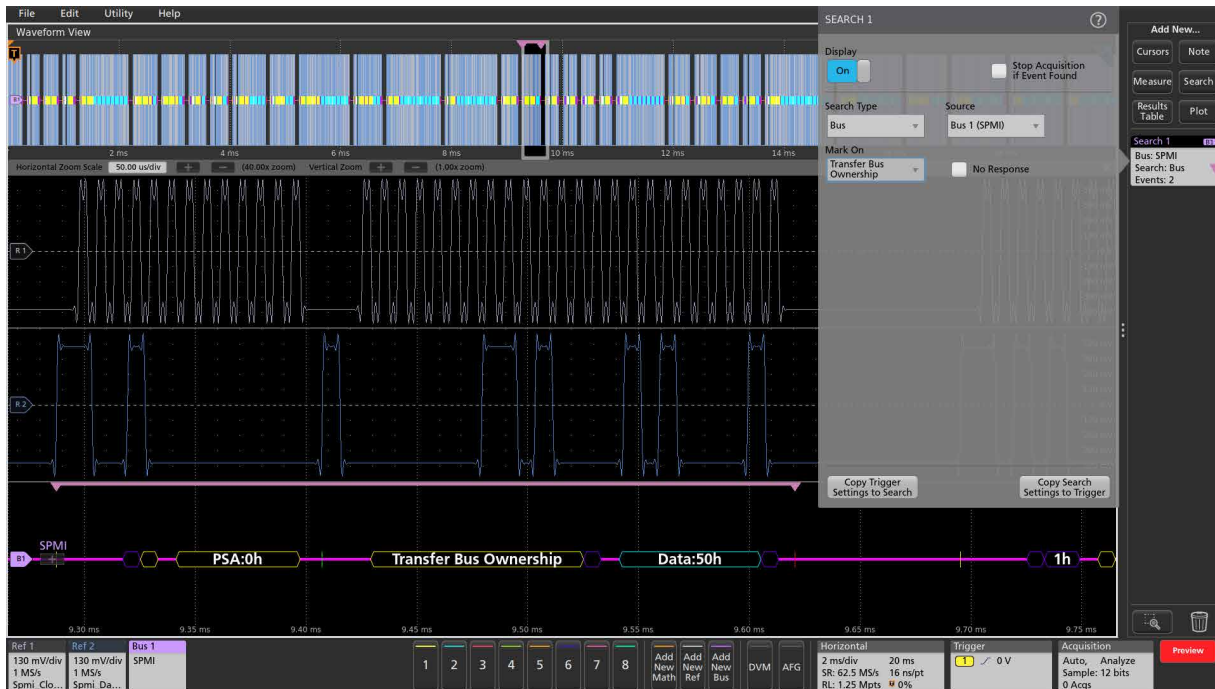 File Edit Utility Help
Waveform View
T
B1
2 ms 4 ms 6 ms 8 ms 10 ms 12 ms 14 ms
Horizontal Zoom Scale 50.00 us/div + − (40.00x zoom) Vertical Zoom + − (1.00x zoom)
R 1
R 2
SPMI
B1 + PSA:0h Transfer Bus Ownership Data:50h 1h
9.30 ms 9.35 ms 9.40 ms 9.45 ms 9.50 ms 9.55 ms 9.60 ms 9.65 ms 9.70 ms 9.75 ms
SEARCH 1 ?
Display
On
Stop Acquisition
if Event Found
Search Type Source
Bus Bus 1 (SPMI)
Mark On
Transfer Bus
Ownership
No Response
Copy Trigger
Settings to Search
Copy Search
Settings to Trigger
Add New...
Cursors Note
Measure Search
Results
Table
Plot
Search 1 B1
Bus: SPMI
Search: Bus
Events: 2
Ref 1
130 mV/div
1 MS/s
Spmi_Clo...
Ref 2
130 mV/div
1 MS/s
Spmi_Da...
Bus 1
SPMI
1 2 3 4 5 6 7 8
Add
New
Math
Add
New
Ref
Add
New
Bus
DVM AFG
Horizontal
2 ms/div 20 ms
SR: 62.5 MS/s 16 ns/pt
RL: 1.25 Mpts 0%
Trigger
1 0 V
Acquisition
Auto, Analyze
Sample: 12 bits
0 Acqs
Preview